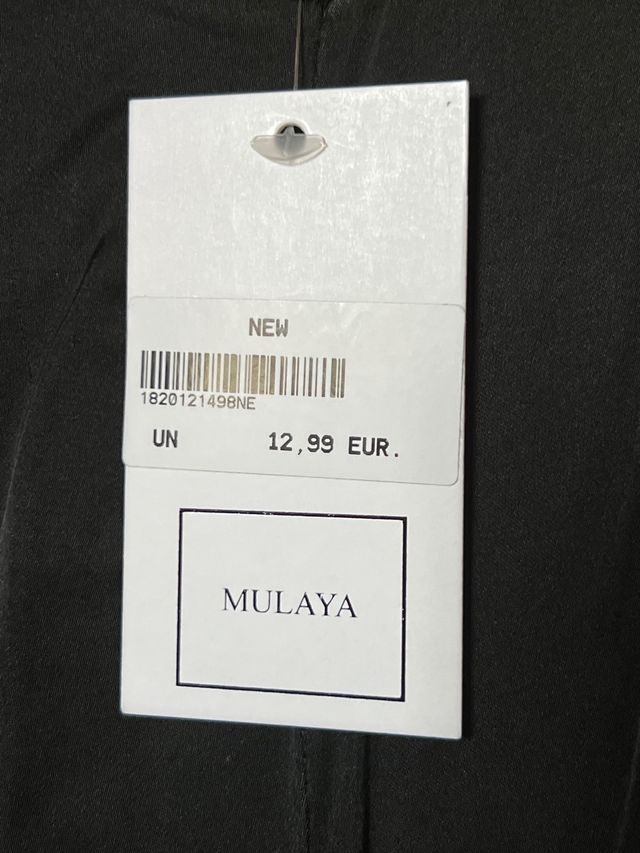 NEW
1820121498NE
UN 12,99 EUR.
MULAYA